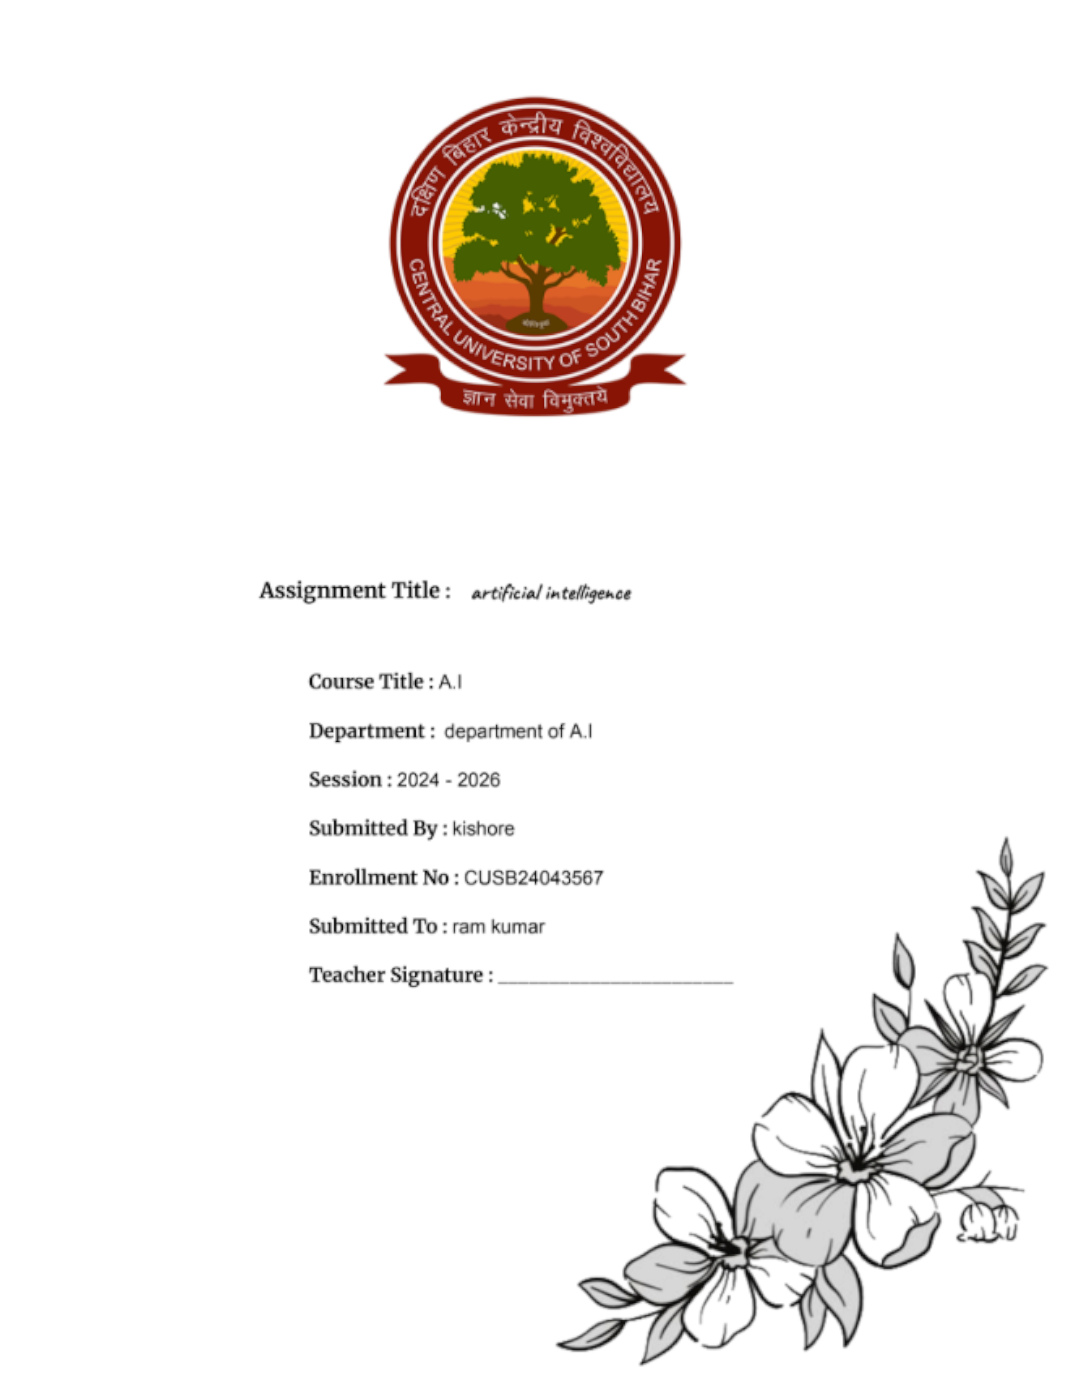 दक्षिण बिहार केन्द्रीय विश्वविद्यालय
CENTRAL UNIVERSITY OF SOUTH BIHAR
ज्ञान सेवा विमुक्तये
Assignment Title : artificial intelligence
Course Title : A.I
Department : department of A.I
Session : 2024 - 2026
Submitted By : kishore
Enrollment No : CUSB24043567
Submitted To : ram kumar
Teacher Signature : ______________________